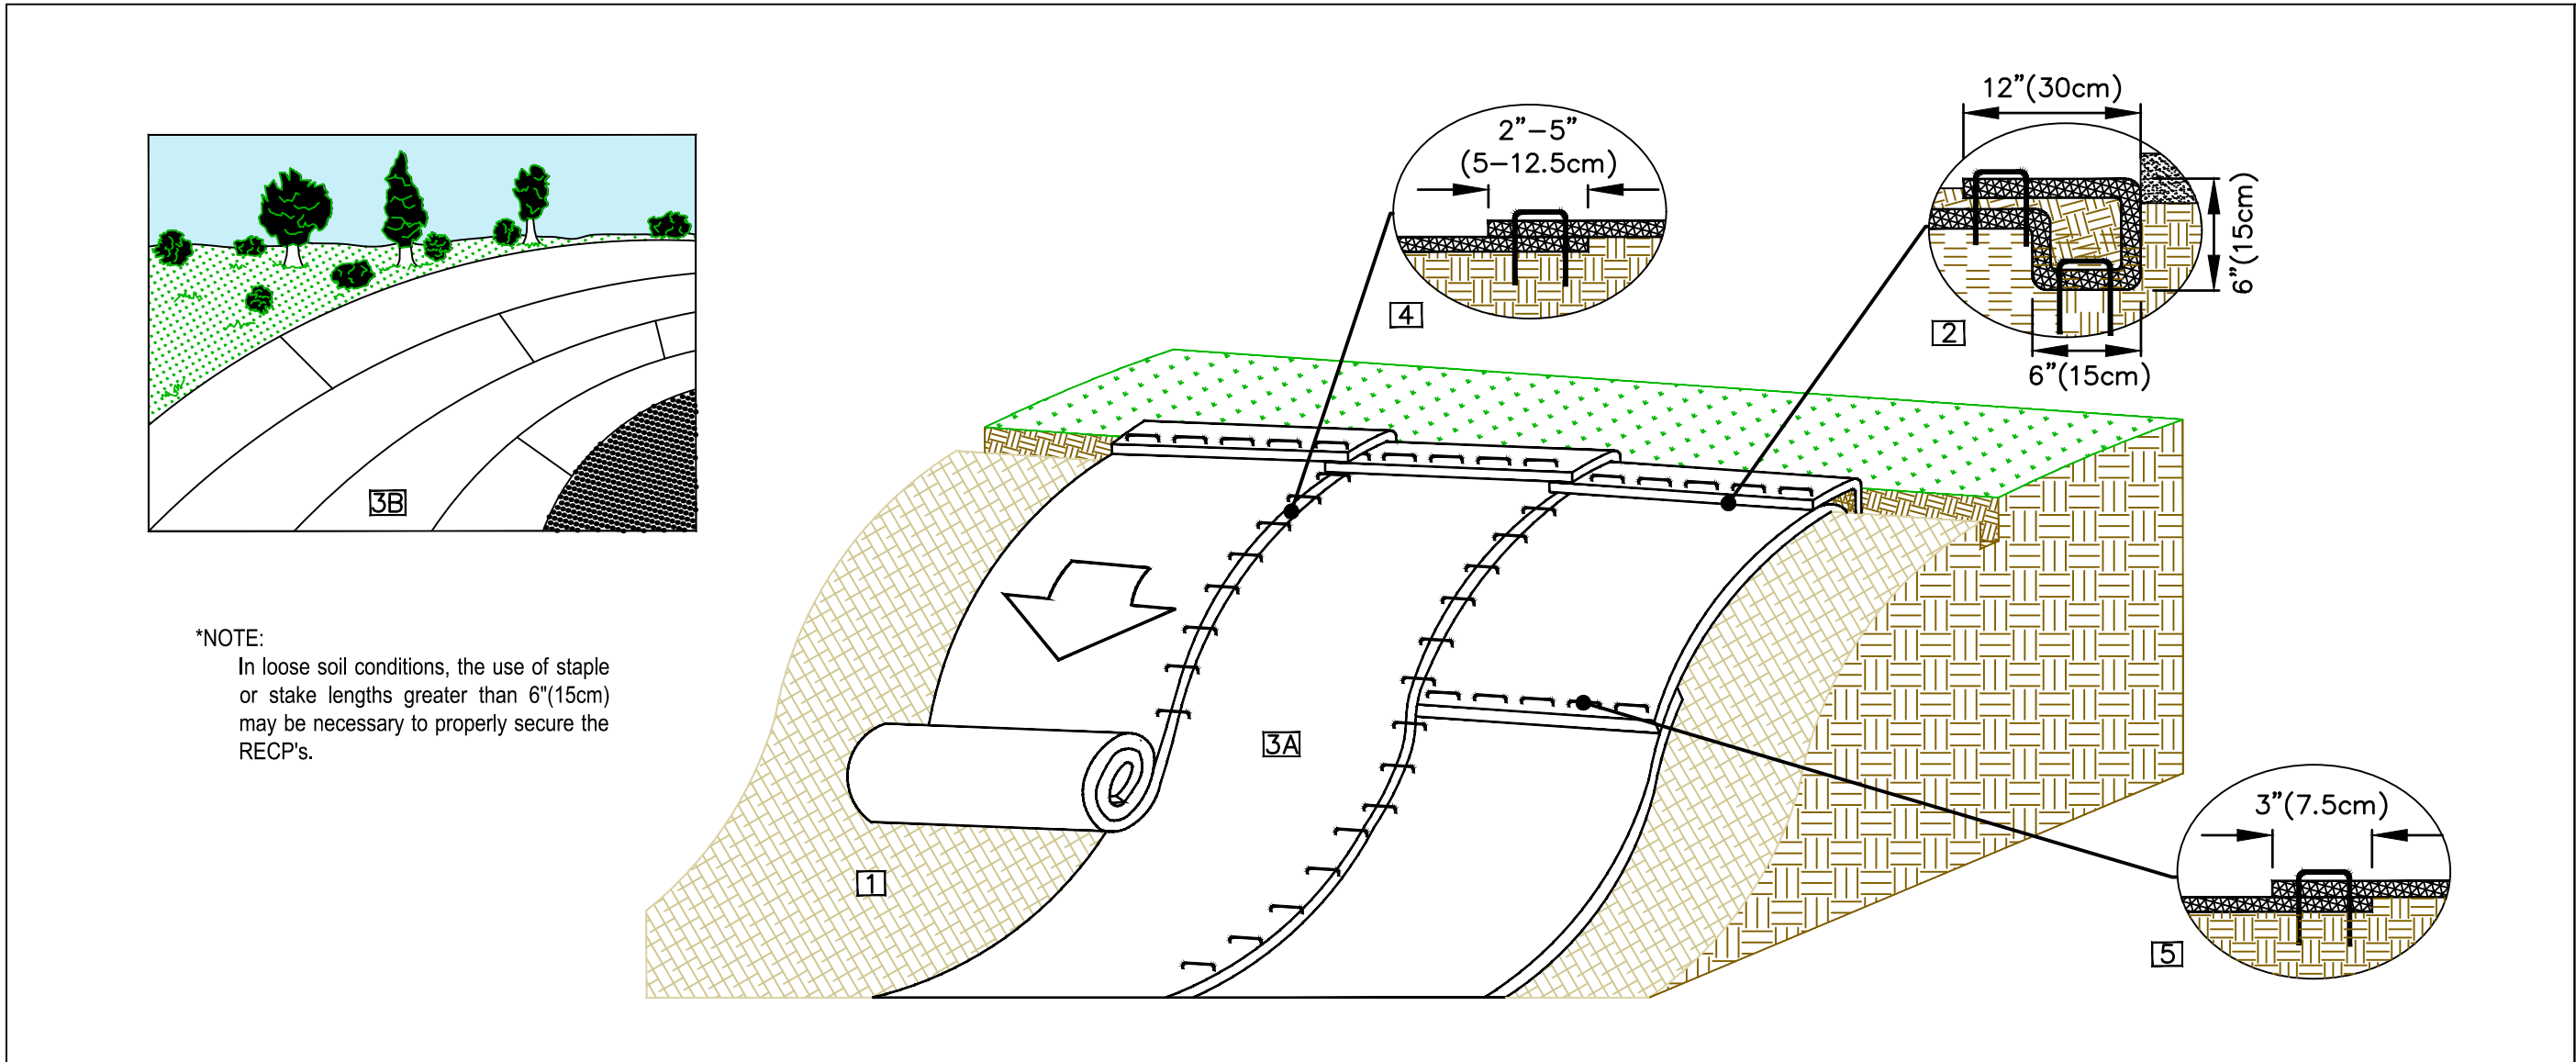 12”(30cm)
2”–5”
(5–12.5cm)
6”(15cm)
4
2
6”(15cm)
3B
*NOTE:
In loose soil conditions, the use of staple
or stake lengths greater than 6"(15cm)
may be necessary to properly secure the
RECP's.
3A
3”(7.5cm)
1
5